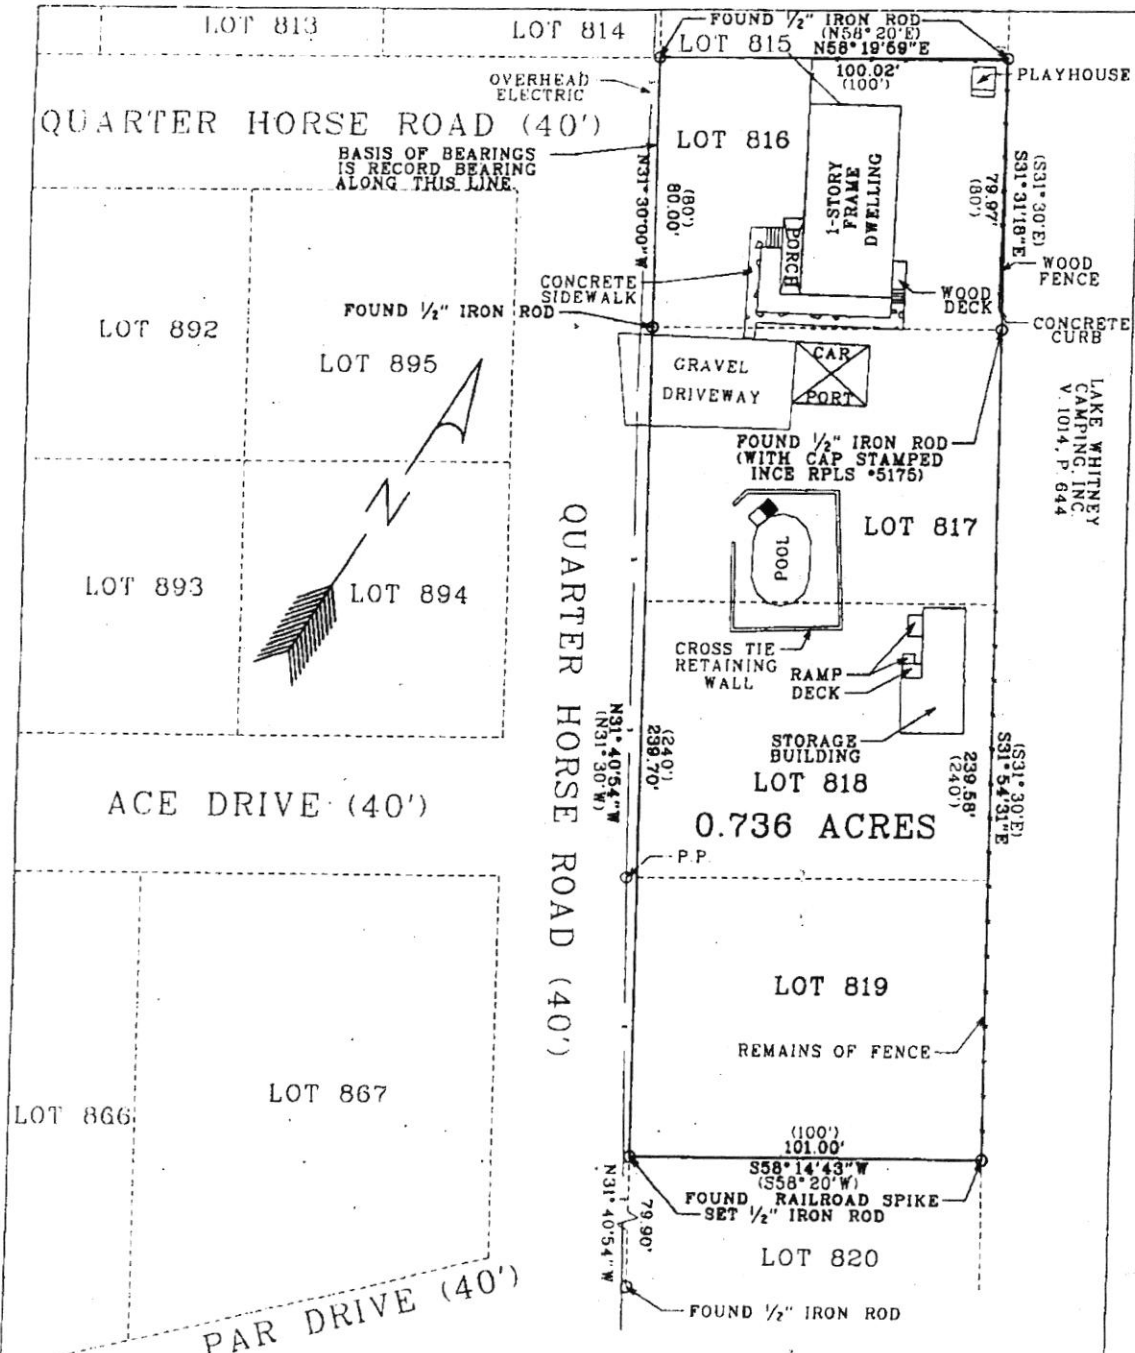 LOT 813
LOT 814
FOUND 1/2" IRON ROD
(N58°20'E)
LOT 815
N58°19'59"E
100.02'
(100')
PLAYHOUSE
OVERHEAD
ELECTRIC
QUARTER HORSE ROAD (40')
LOT 816
BASIS OF BEARINGS
IS RECORD BEARING
ALONG THIS LINE.
N31°30'00"W
(80')
80.00'
1-STORY
FRAME
DWELLING
PORCH
(S31°30'E)
S31°31'18"E
79.97'
(80')
WOOD
FENCE
CONCRETE
SIDEWALK
WOOD
DECK
FOUND 1/2" IRON ROD
CONCRETE
CURB
LOT 892
LOT 895
GRAVEL
DRIVEWAY
CAR
PORT
LAKE WHITNEY
CAMPING, INC.
V. 1014, P. 644
FOUND 1/2" IRON ROD
(WITH CAP STAMPED
INCE RPLS *5175)
N
LOT 817
POOL
LOT 893
LOT 894
QUARTER HORSE ROAD (40')
CROSS TIE
RETAINING
WALL
RAMP
DECK
STORAGE
BUILDING
N31°40'54"W
(N31°30'W)
(240')
239.70'
LOT 818
0.736 ACRES
(S31°30'E)
S31°54'31"E
239.58'
(240')
ACE DRIVE (40')
P.P.
LOT 819
REMAINS OF FENCE
LOT 867
LOT 866
(100')
101.00'
S58°14'43"W
(S58°20'W)
FOUND RAILROAD SPIKE
SET 1/2" IRON ROD
N31°40'54"W
79.90'
LOT 820
PAR DRIVE (40')
FOUND 1/2" IRON ROD